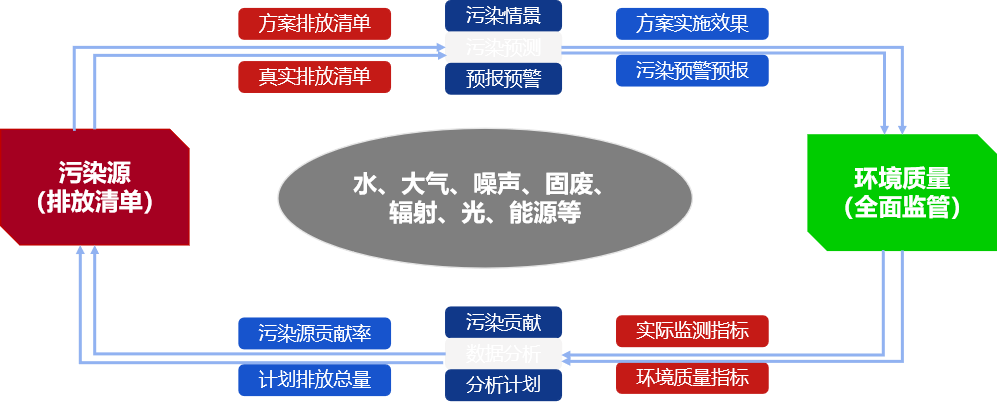 方案排放清单
污染情景
方案实施效果
污染预测
真实排放清单
预报预警
污染预警预报
污染源
（排放清单）
水、大气、噪声、固废、
辐射、光、能源等
环境质量
（全面监管）
污染源贡献率
污染贡献
实际监测指标
数据分析
计划排放总量
分析计划
环境质量指标